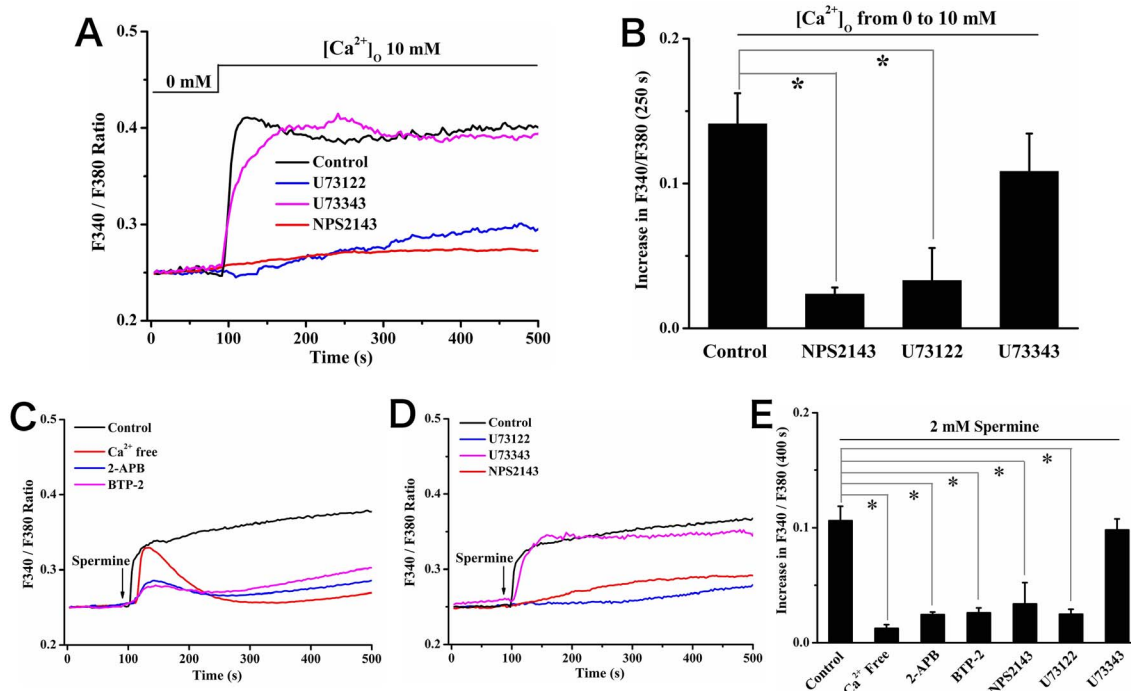 A
[Ca2+]O 10 mM
0 mM
0.5
0.4
0.3
0.2
F340 / F380 Ratio
Control
U73122
U73343
NPS2143
0 100 200 300 400 500
Time (s)
B
[Ca2+]O from 0 to 10 mM
0.2
0.1
0.0
Increase in F340/F380 (250 s)
*
*
Control NPS2143 U73122 U73343
C
0.5
0.4
0.3
0.2
F340 / F380 Ratio
Control
Ca2+ free
2-APB
BTP-2
Spermine
0 100 200 300 400 500
Time (s)
D
0.5
0.4
0.3
0.2
F340 / F380 Ratio
Control
U73122
U73343
NPS2143
Spermine
0 100 200 300 400 500
Time (s)
E
2 mM Spermine
0.2
0.1
0.0
Increase in F340 / F380 (400 s)
*
*
*
*
*
Control Ca2+ Free 2-APB BTP-2 NPS2143 U73122 U73343